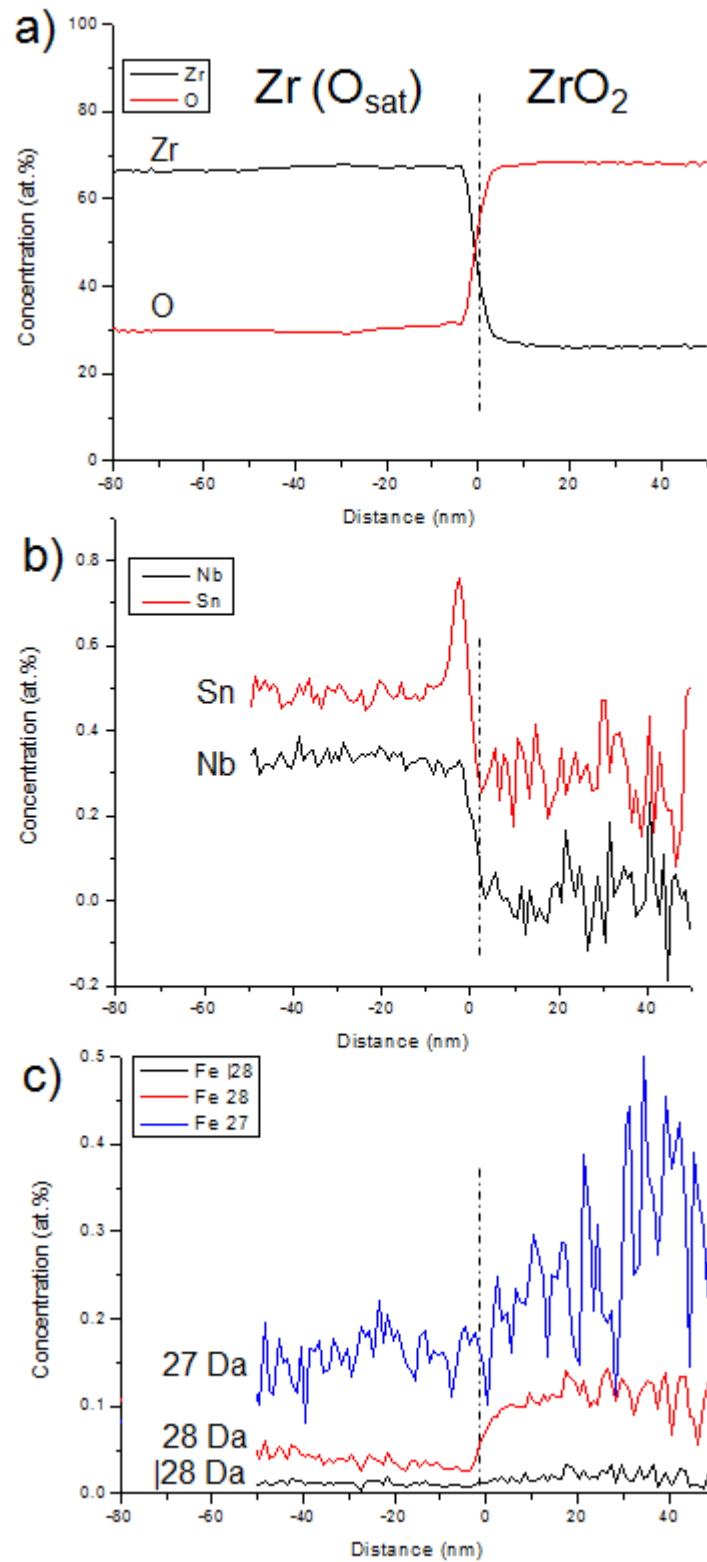 a)
Zr
O
Zr (Osat)
ZrO2
Zr
O
Concentration (at.%)
100
80
60
40
20
0
-80
-60
-40
-20
0
20
40
Distance (nm)
b)
Nb
Sn
Sn
Nb
Concentration (at.%)
0.8
0.6
0.4
0.2
0.0
-0.2
-80
-60
-40
-20
0
20
40
Distance (nm)
c)
Fe |28
Fe 28
Fe 27
27 Da
28 Da
|28 Da
Concentration (at.%)
0.5
0.4
0.3
0.2
0.1
0.0
-80
-60
-40
-20
0
20
40
Distance (nm)